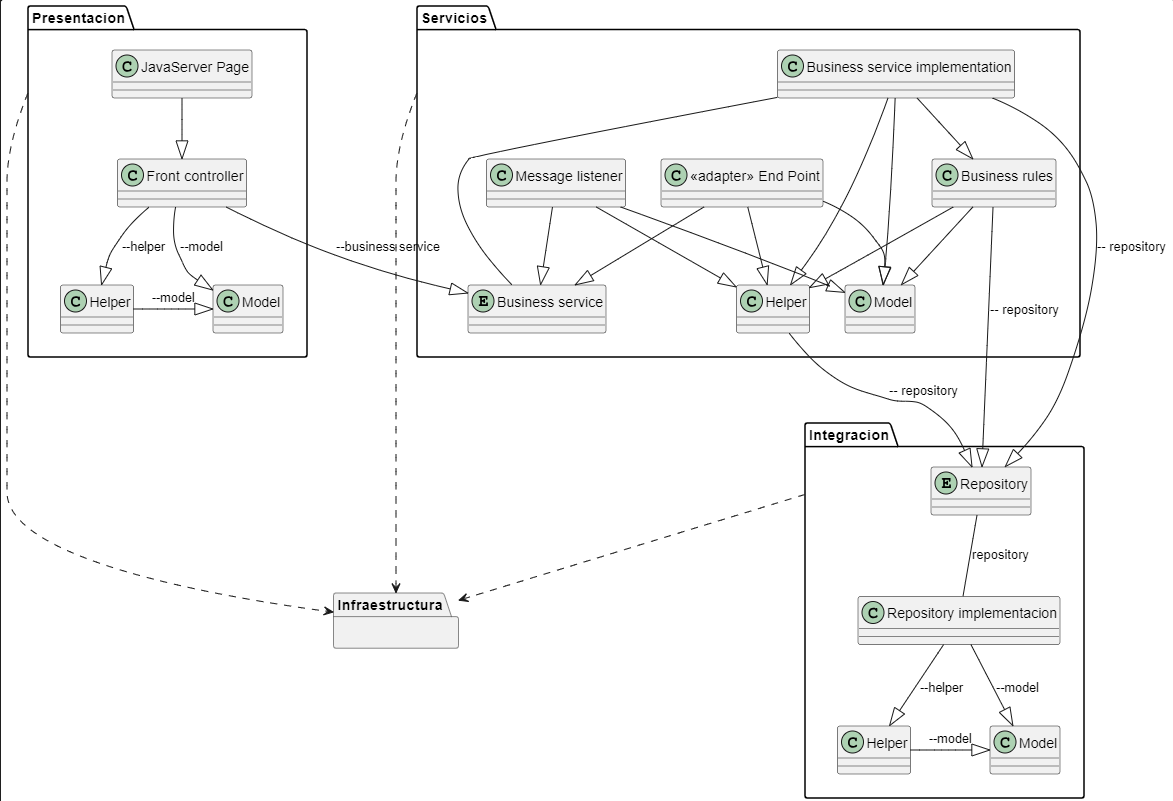 Presentacion
C JavaServer Page
C Front controller
--helper
--model
C Helper
--model
C Model
--business service
Servicios
C Business service implementation
C Message listener
C «adapter» End Point
C Business rules
E Business service
C Helper
C Model
-- repository
-- repository
-- repository
Integracion
E Repository
repository
C Repository implementacion
--helper
--model
C Helper
--model
C Model
Infraestructura